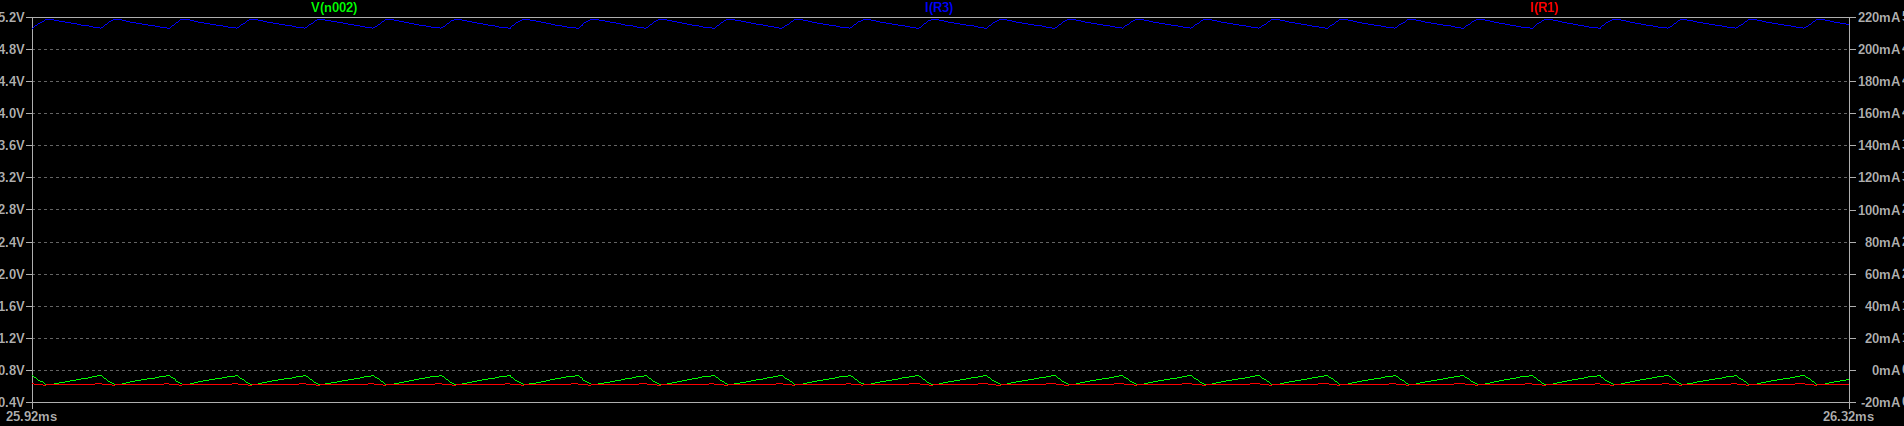 V(n002) I(R3) I(R1)
5.2V 220mA
4.8V 200mA
4.4V 180mA
4.0V 160mA
3.6V 140mA
3.2V 120mA
2.8V 100mA
2.4V 80mA
2.0V 60mA
1.6V 40mA
1.2V 20mA
0.8V 0mA
0.4V -20mA
25.92ms 26.32ms